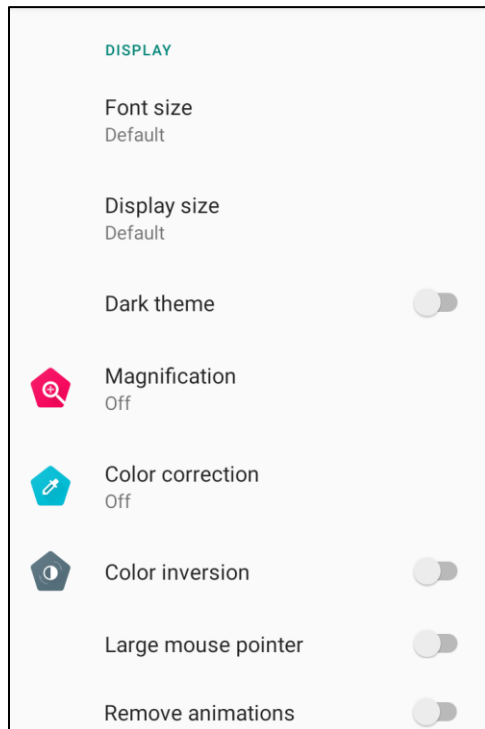 DISPLAY
Font size
Default
Display size
Default
Dark theme
Magnification
Off
Color correction
Off
Color inversion
Large mouse pointer
Remove animations